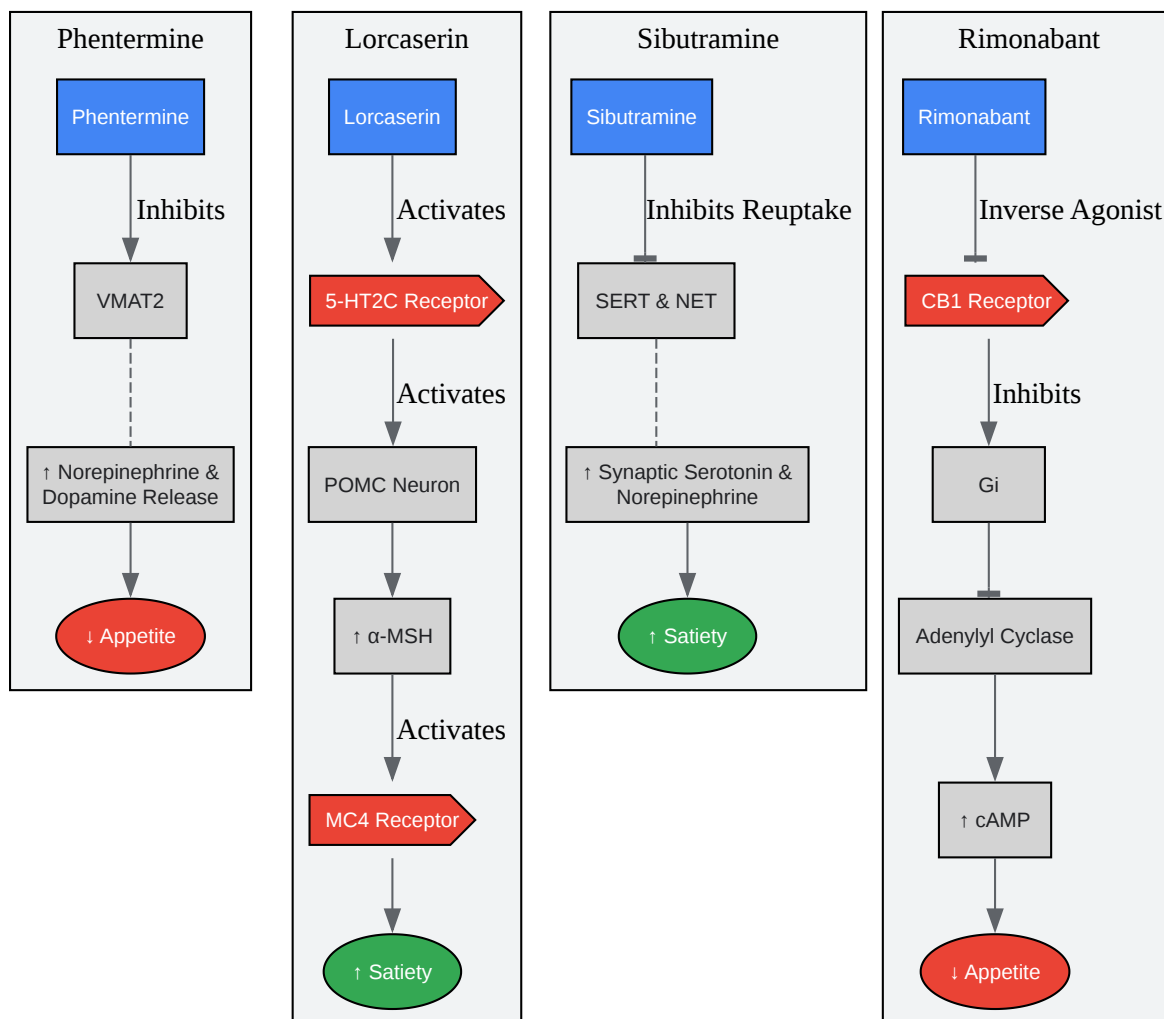 Phentermine
Phentermine
Inhibits
VMAT2
↑ Norepinephrine &
Dopamine Release
↓ Appetite
Lorcaserin
Lorcaserin
Activates
5-HT2C Receptor
Activates
POMC Neuron
↑ α-MSH
Activates
MC4 Receptor
↑ Satiety
Sibutramine
Sibutramine
Inhibits Reuptake
SERT & NET
↑ Synaptic Serotonin &
Norepinephrine
↑ Satiety
Rimonabant
Rimonabant
Inverse Agonist
CB1 Receptor
Inhibits
Gi
Adenylyl Cyclase
↑ cAMP
↓ Appetite